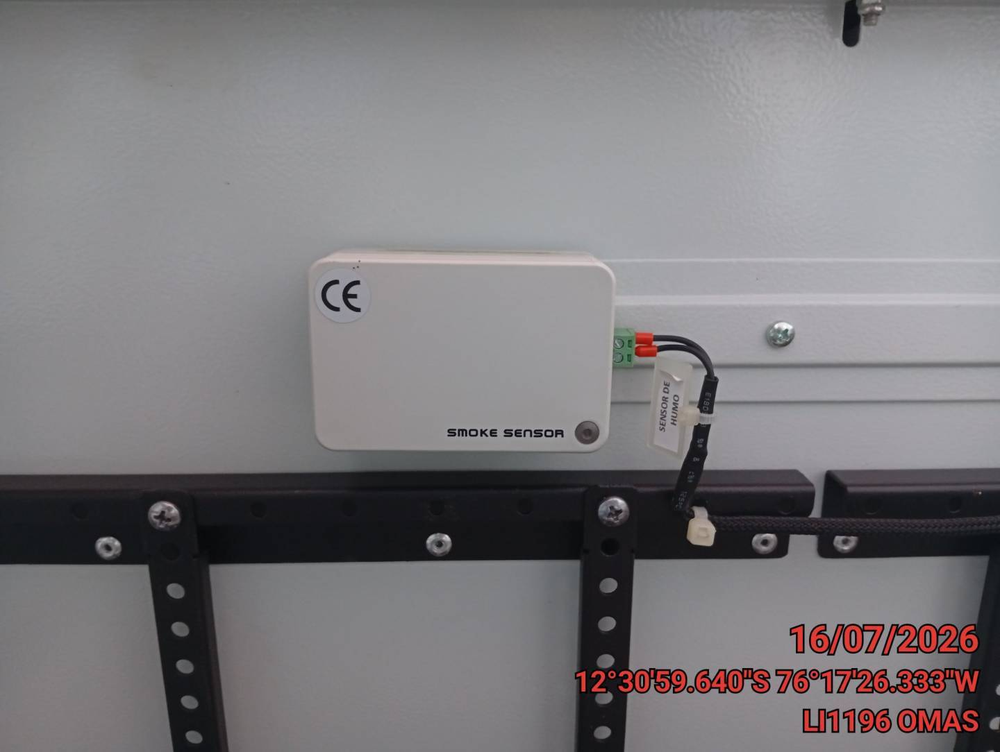 CE
SMOKE SENSOR
SENSOR DE
HUMO
16/07/2026
12°30'59.640"S 76°17'26.333"W
LI1196 OMAS